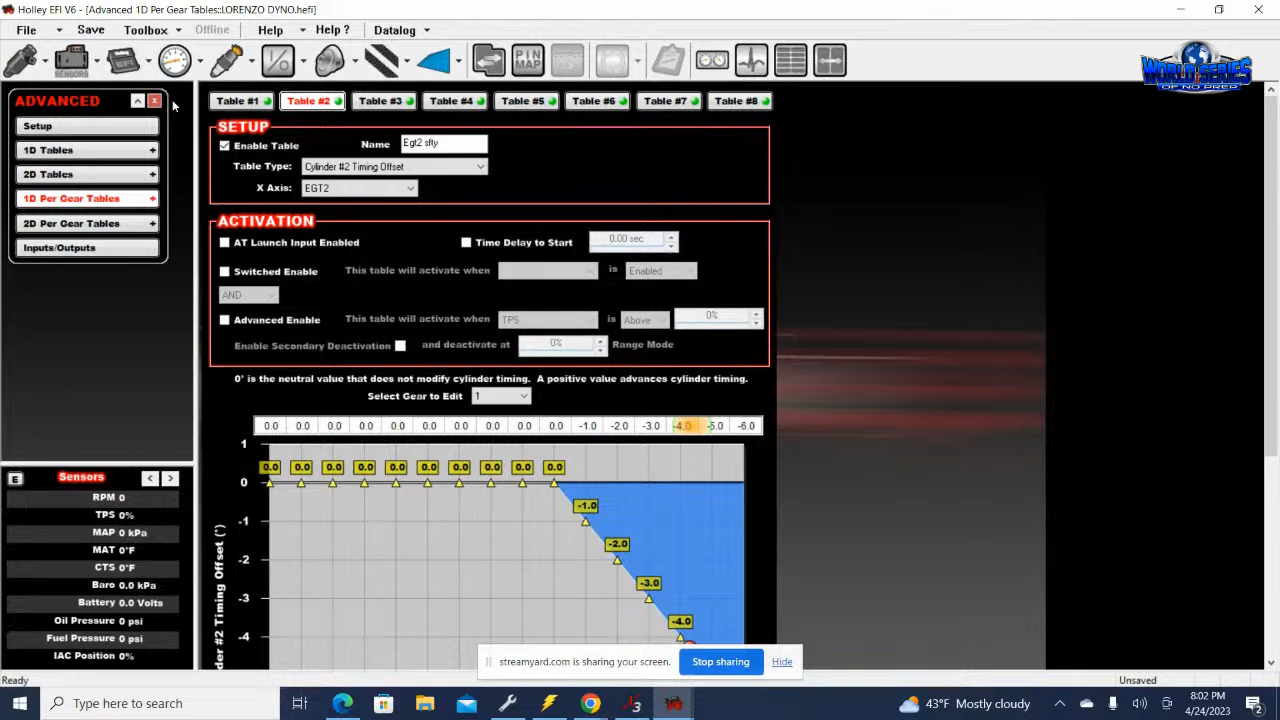 Holley EFI V6 - [Advanced 1D Per Gear Tables::LORENZO DYNO.hefi]
File Save Toolbox Offline Help Help ? Datalog
SENSORS EFI PIN MAP
WORLD SERIES
OF NO PREP
ADVANCED ^ x
Table #1 Table #2 Table #3 Table #4 Table #5 Table #6 Table #7 Table #8
Setup
1D Tables +
2D Tables +
1D Per Gear Tables +
2D Per Gear Tables +
Inputs/Outputs
SETUP
Enable Table Name Egt2 sfty
Table Type: Cylinder #2 Timing Offset
X Axis: EGT2
ACTIVATION
AT Launch Input Enabled Time Delay to Start 0.00 sec
Switched Enable This table will activate when is Enabled
AND
Advanced Enable This table will activate when TPS is Above 0%
Enable Secondary Deactivation and deactivate at 0% Range Mode
0° is the neutral value that does not modify cylinder timing. A positive value advances cylinder timing.
Select Gear to Edit 1
0.0 0.0 0.0 0.0 0.0 0.0 0.0 0.0 0.0 0.0 -1.0 -2.0 -3.0 -4.0 -5.0 -6.0
1
0.0 0.0 0.0 0.0 0.0 0.0 0.0 0.0 0.0 0.0
0
-1.0
-1
-2.0
-2
-3.0
-3
-4.0
-4
der #2 Timing Offset (°)
E Sensors < >
RPM 0
TPS 0%
MAP 0 kPa
MAT 0°F
CTS 0°F
Baro 0.0 kPa
Battery 0.0 Volts
Oil Pressure 0 psi
Fuel Pressure 0 psi
IAC Position 0%
streamyard.com is sharing your screen. Stop sharing Hide
Unsaved
Type here to search
43°F Mostly cloudy
8:02 PM
4/24/2023
2